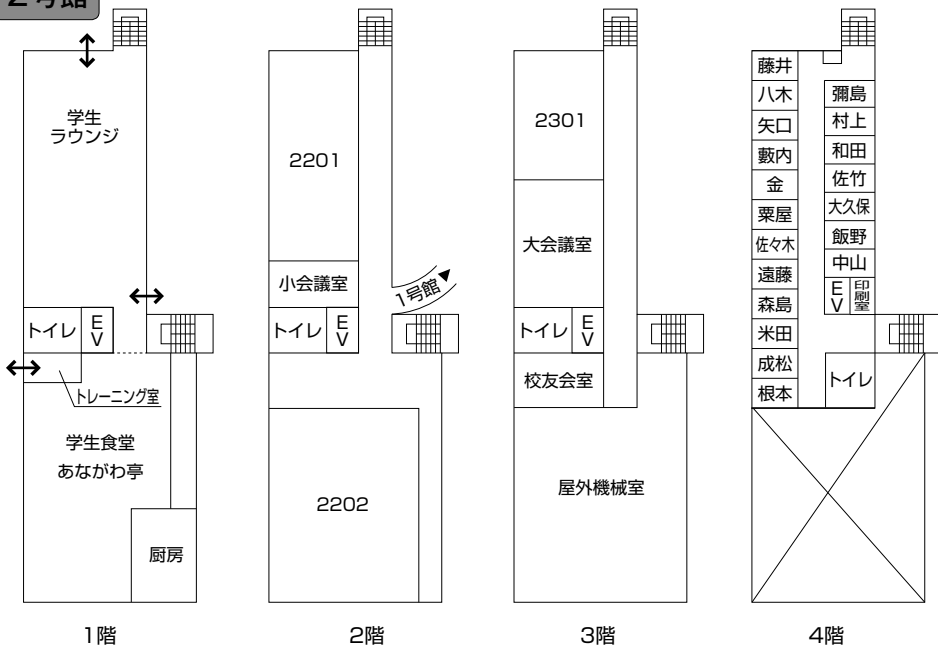 2号館
学生
ラウンジ
トイレ
EV
トレーニング室
学生食堂
あながわ亭
厨房
1階
2201
小会議室
1号館
トイレ
EV
2202
2階
2301
大会議室
トイレ
EV
校友会室
屋外機械室
3階
藤井
八木
矢口
藪内
金
粟屋
佐々木
遠藤
森島
米田
成松
根本
彌島
村上
和田
佐竹
大久保
飯野
中山
EV
印刷室
トイレ
4階